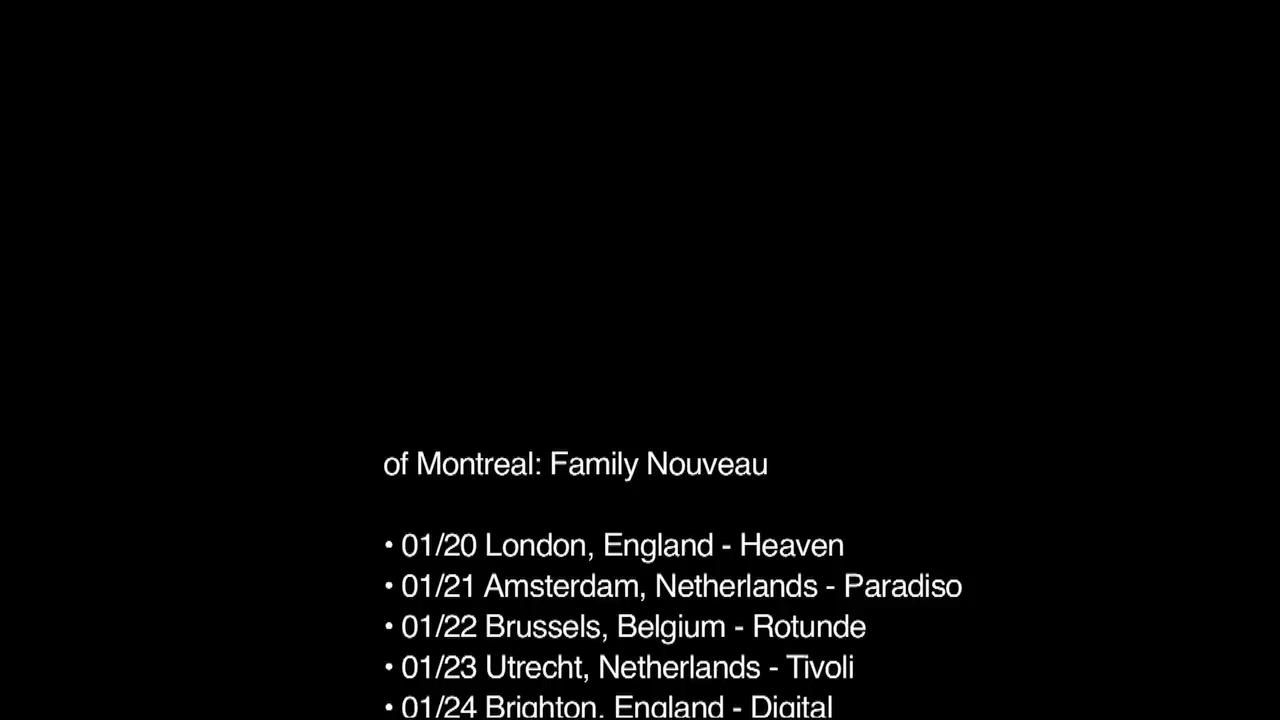 of Montreal: Family Nouveau
• 01/20 London, England - Heaven
• 01/21 Amsterdam, Netherlands - Paradiso
• 01/22 Brussels, Belgium - Rotunde
• 01/23 Utrecht, Netherlands - Tivoli
• 01/24 Brighton, England - Digital